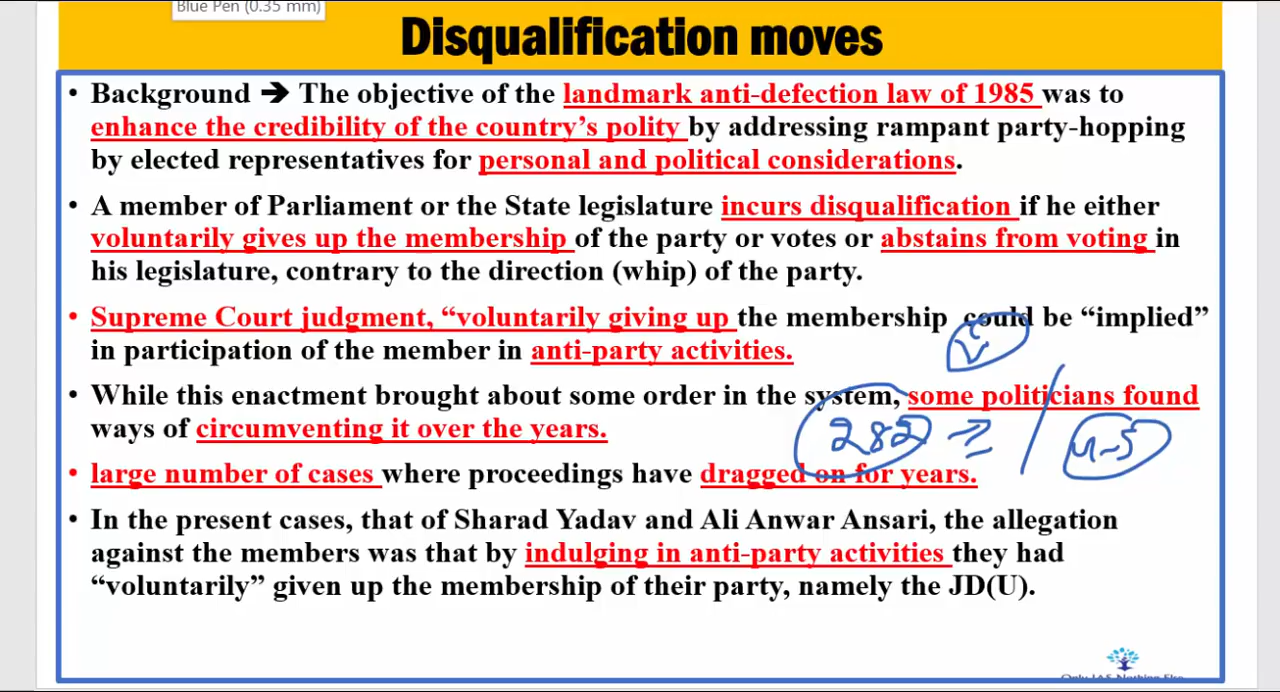 Blue Pen (0.35 mm)
Disqualification moves
• Background ➔ The objective of the landmark anti-defection law of 1985 was to
enhance the credibility of the country’s polity by addressing rampant party-hopping
by elected representatives for personal and political considerations.
• A member of Parliament or the State legislature incurs disqualification if he either
voluntarily gives up the membership of the party or votes or abstains from voting in
his legislature, contrary to the direction (whip) of the party.
• Supreme Court judgment, “voluntarily giving up the membership could be “implied”
in participation of the member in anti-party activities.
• While this enactment brought about some order in the system, some politicians found
ways of circumventing it over the years.
282
• large number of cases where proceedings have dragged on for years.
• In the present cases, that of Sharad Yadav and Ali Anwar Ansari, the allegation
against the members was that by indulging in anti-party activities they had
“voluntarily” given up the membership of their party, namely the JD(U).
Only IAS Nothing Else